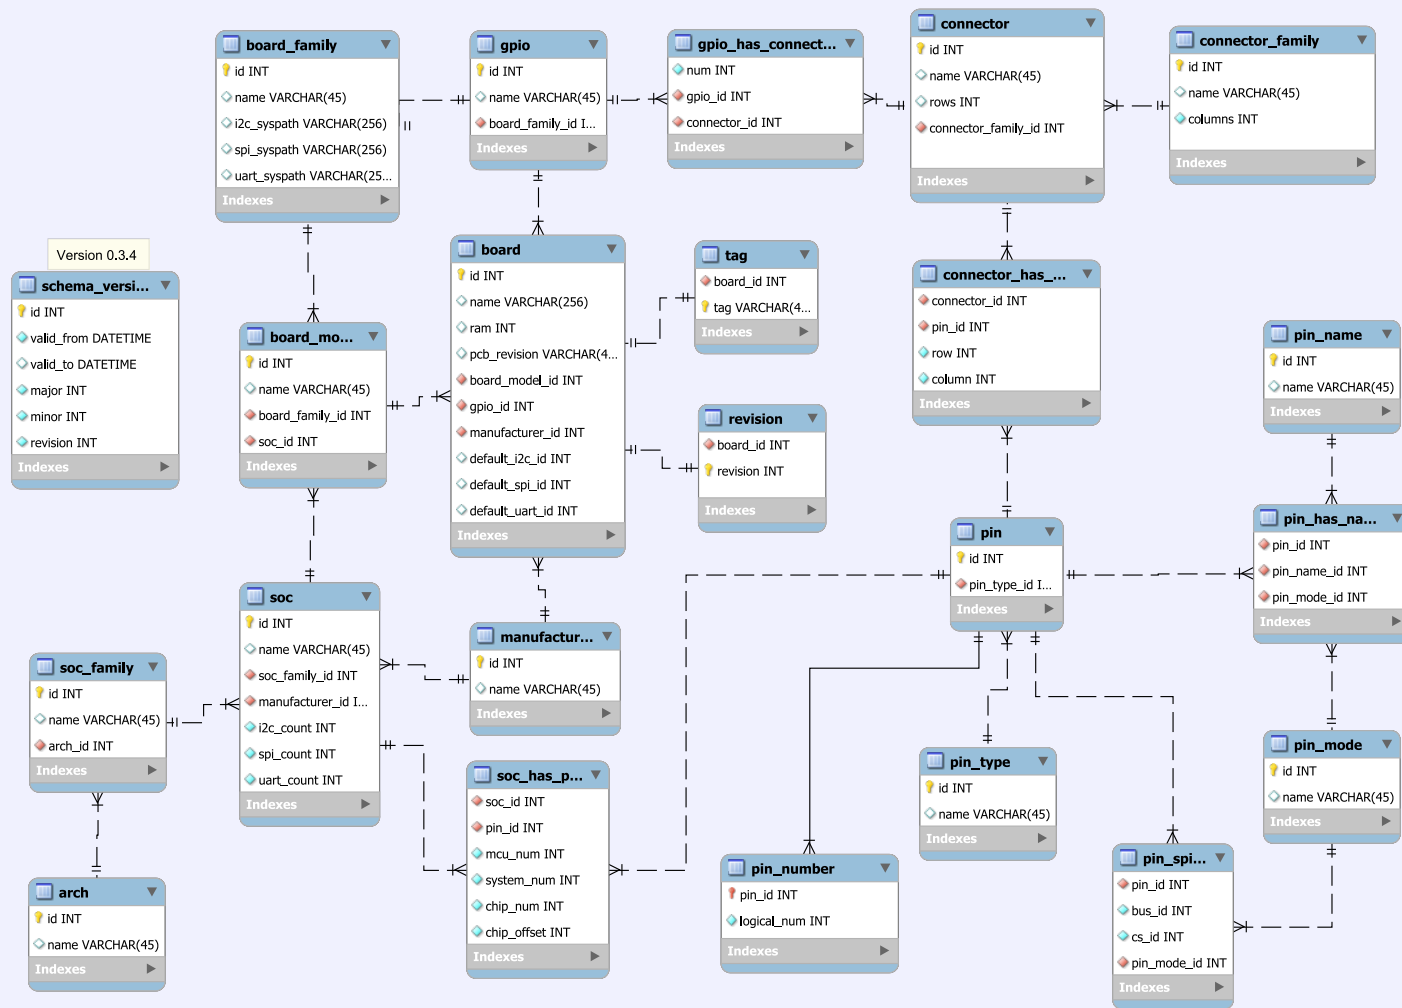 board_family
id INT
name VARCHAR(45)
i2c_syspath VARCHAR(256)
spi_syspath VARCHAR(256)
uart_syspath VARCHAR(25...
Indexes
gpio
id INT
name VARCHAR(45)
board_family_id I...
Indexes
gpio_has_connect...
num INT
gpio_id INT
connector_id INT
Indexes
connector
id INT
name VARCHAR(45)
rows INT
connector_family_id INT
Indexes
connector_family
id INT
name VARCHAR(45)
columns INT
Indexes
Version 0.3.4
schema_versi...
id INT
valid_from DATETIME
valid_to DATETIME
major INT
minor INT
revision INT
Indexes
board_mo...
id INT
name VARCHAR(45)
board_family_id INT
soc_id INT
Indexes
board
id INT
name VARCHAR(256)
ram INT
pcb_revision VARCHAR(4...
board_model_id INT
gpio_id INT
manufacturer_id INT
default_i2c_id INT
default_spi_id INT
default_uart_id INT
Indexes
tag
board_id INT
tag VARCHAR(4...
Indexes
revision
board_id INT
revision INT
Indexes
connector_has_...
connector_id INT
pin_id INT
row INT
column INT
Indexes
pin_name
id INT
name VARCHAR(45)
Indexes
pin
id INT
pin_type_id I...
Indexes
pin_has_na...
pin_id INT
pin_name_id INT
pin_mode_id INT
Indexes
soc
id INT
name VARCHAR(45)
soc_family_id INT
manufacturer_id I...
i2c_count INT
spi_count INT
uart_count INT
Indexes
manufactur...
id INT
name VARCHAR(45)
Indexes
soc_family
id INT
name VARCHAR(45)
arch_id INT
Indexes
soc_has_p...
soc_id INT
pin_id INT
mcu_num INT
system_num INT
chip_num INT
chip_offset INT
Indexes
pin_type
id INT
name VARCHAR(45)
Indexes
pin_mode
id INT
name VARCHAR(45)
Indexes
arch
id INT
name VARCHAR(45)
Indexes
pin_number
pin_id INT
logical_num INT
Indexes
pin_spi...
pin_id INT
bus_id INT
cs_id INT
pin_mode_id INT
Indexes